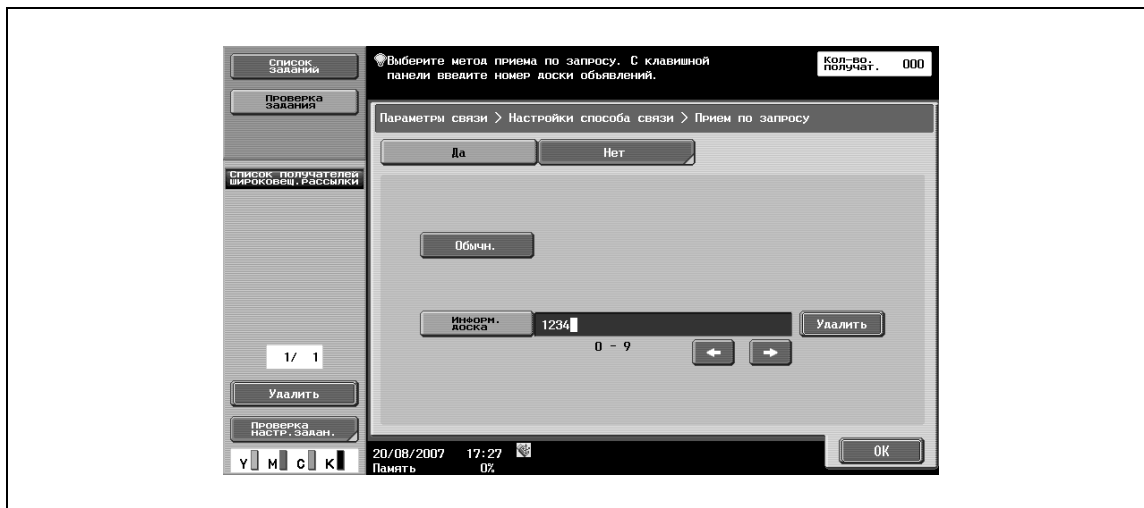 Список
заданий
Проверка
задания
Список получателей
широковещ.рассылки
1/ 1
Удалить
Проверка
настр.задан.
Y M C K
Выберите метод приема по запросу. С клавишной
панели введите номер доски объявлений.
Кол-во.
получат. 000
Параметры связи > Настройки способа связи > Прием по запросу
Да Нет
Обычн.
Информ.
доска 1234 Удалить
0 - 9
← →
20/08/2007 17:27
Память 0%
OK